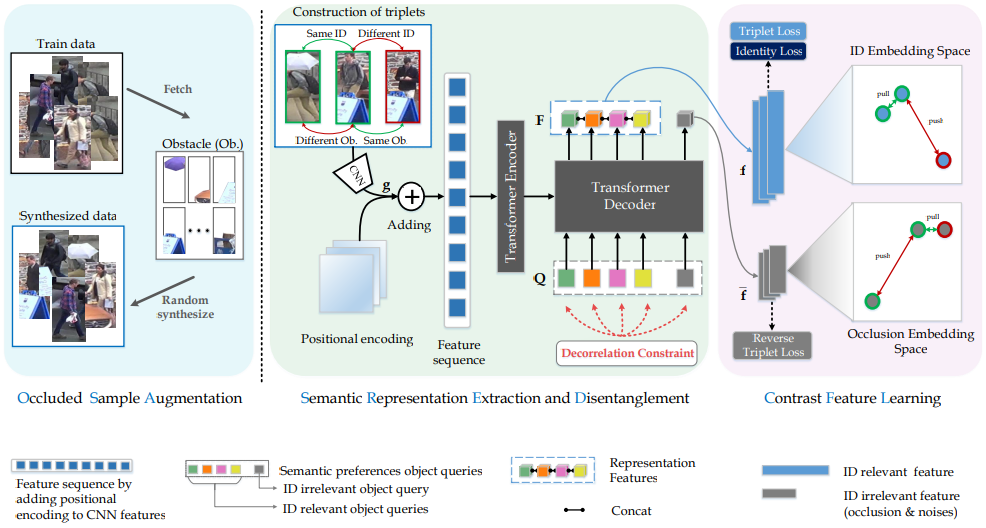 Train data
Fetch
Obstacle (Ob.)
Synthesized data
Random
synthesize
Occluded Sample Augmentation
Construction of triplets
Same ID
Different ID
Different Ob.
Same Ob.
CNN
g
Adding
Positional encoding
Feature
sequence
Transformer Encoder
F
Transformer
Decoder
Q
Decorrelation Constraint
Semantic Representation Extraction and Disentanglement
Triplet Loss
Identity Loss
ID Embedding Space
pull
push
f
pull
push
f̅
Reverse
Triplet Loss
Occlusion Embedding
Space
Contrast Feature Learning
Feature sequence by
adding positional
encoding to CNN features
Semantic preferences object queries
ID irrelevant object query
ID relevant object queries
Representation
Features
Concat
ID relevant feature
ID irrelevant feature
(occlusion & noises)